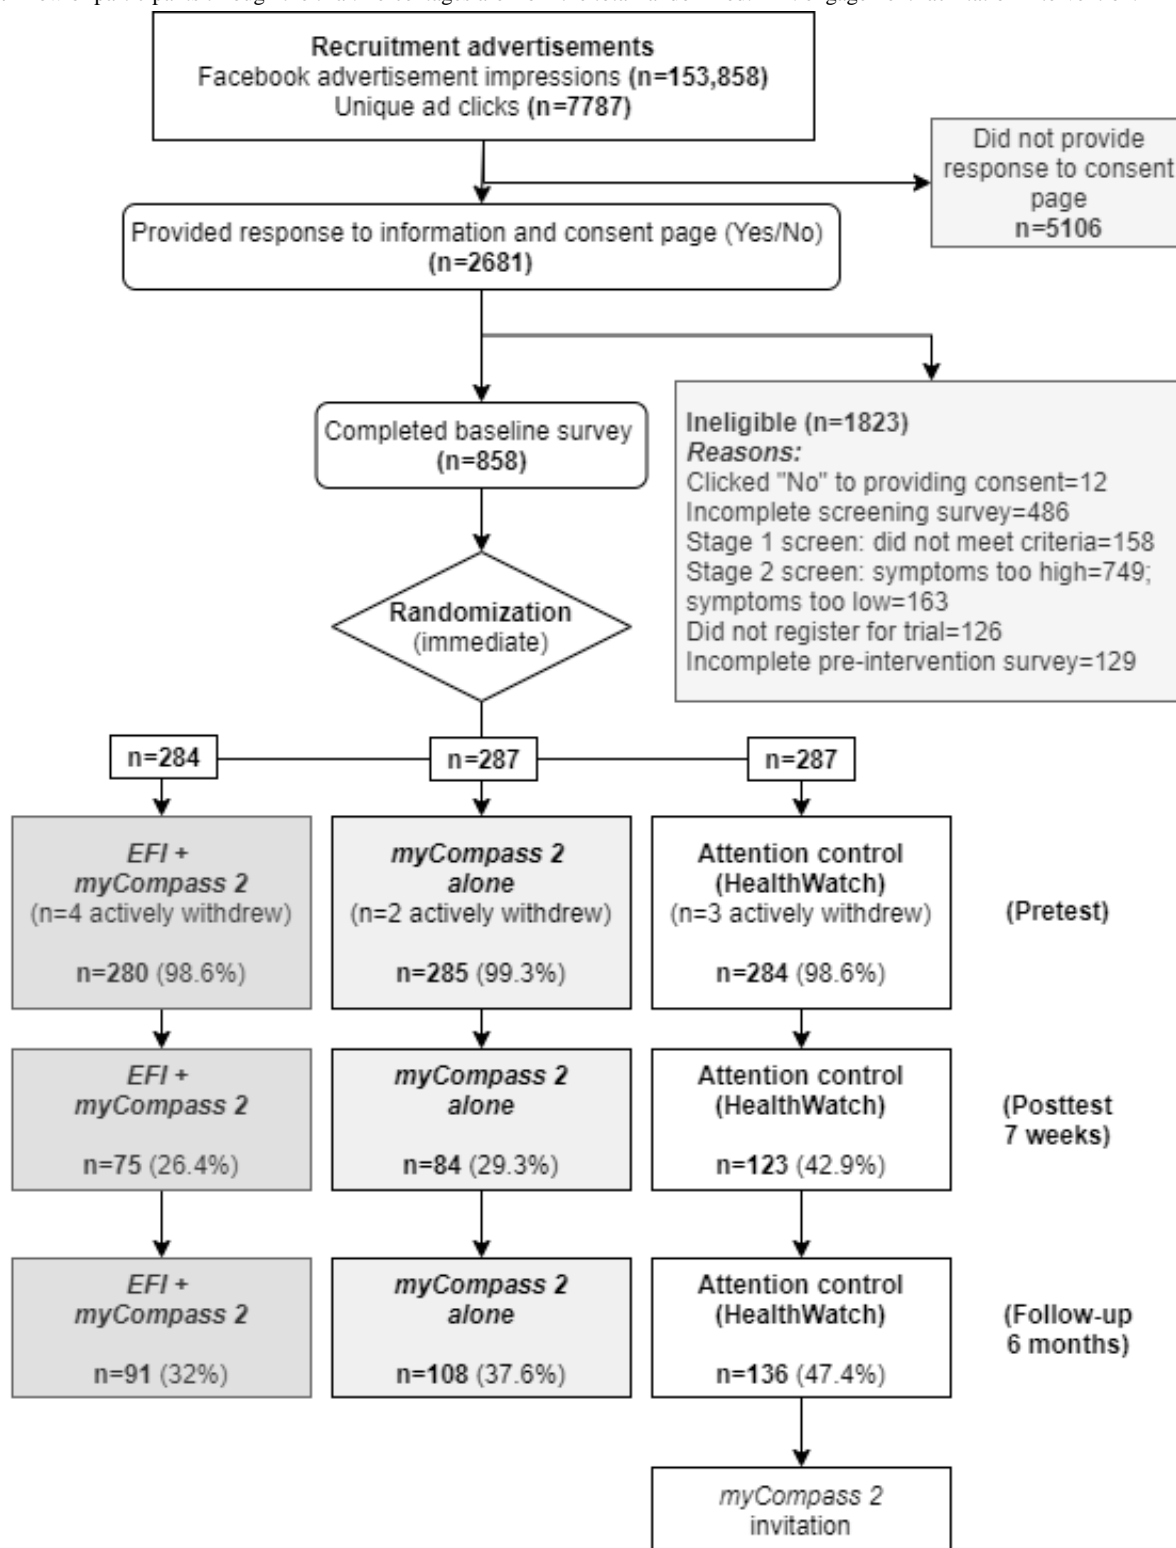 Recruitment advertisements
Facebook advertisement impressions (n=153,858)
Unique ad clicks (n=7787)
Did not provide
response to consent
page
n=5106
Provided response to information and consent page (Yes/No)
(n=2681)
Completed baseline survey
(n=858)
Ineligible (n=1823)
Reasons:
Clicked "No" to providing consent=12
Incomplete screening survey=486
Stage 1 screen: did not meet criteria=158
Stage 2 screen: symptoms too high=749;
symptoms too low=163
Did not register for trial=126
Incomplete pre-intervention survey=129
Randomization
(immediate)
n=284
n=287
n=287
EFI +
myCompass 2
(n=4 actively withdrew)
n=280 (98.6%)
myCompass 2
alone
(n=2 actively withdrew)
n=285 (99.3%)
Attention control
(HealthWatch)
(n=3 actively withdrew)
n=284 (98.6%)
(Pretest)
EFI +
myCompass 2
n=75 (26.4%)
myCompass 2
alone
n=84 (29.3%)
Attention control
(HealthWatch)
n=123 (42.9%)
(Posttest
7 weeks)
EFI +
myCompass 2
n=91 (32%)
myCompass 2
alone
n=108 (37.6%)
Attention control
(HealthWatch)
n=136 (47.4%)
(Follow-up
6 months)
myCompass 2
invitation